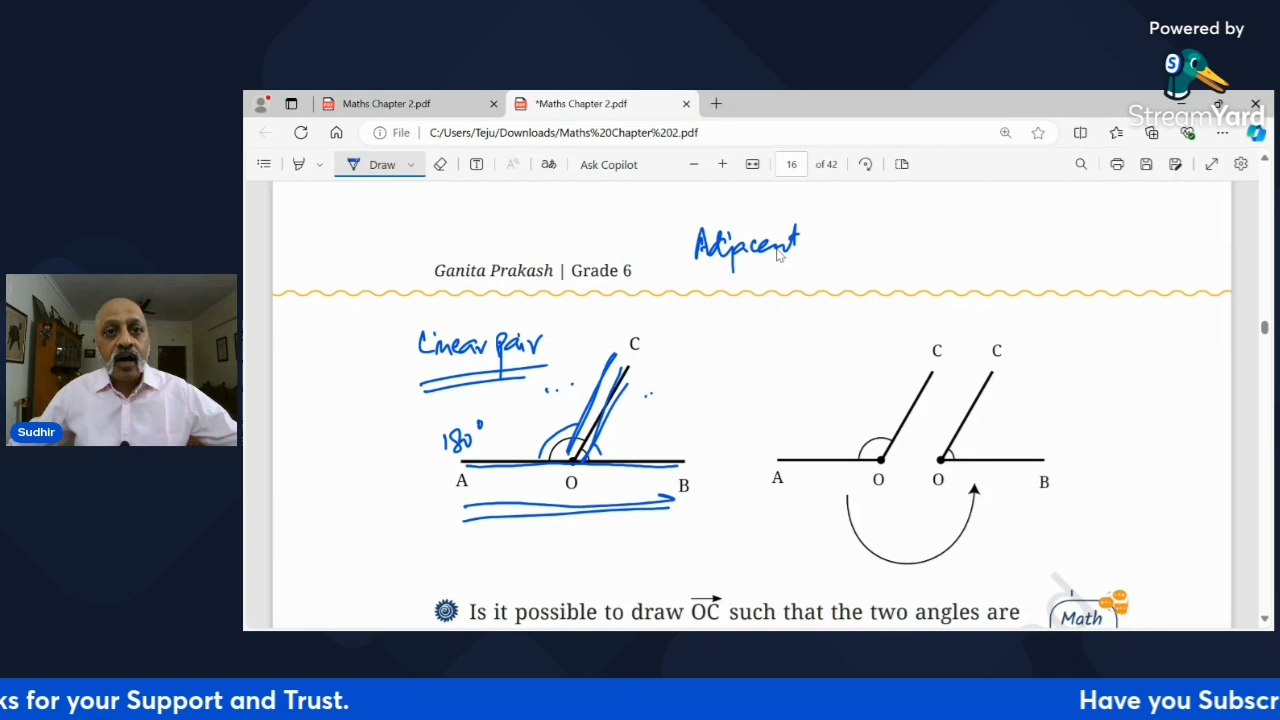 Powered by
S
StreamYard
Maths Chapter 2.pdf
*Maths Chapter 2.pdf
File
C:/Users/Teju/Downloads/Maths%20Chapter%202.pdf
Draw
Ask Copilot
16
of 42
Adjacent
Ganita Prakash | Grade 6
Linear pair
C
180°
A
O
B
C
C
A
O
O
B
Is it possible to draw OC such that the two angles are
Math
Sudhir
ks for your Support and Trust.
Have you Subscr